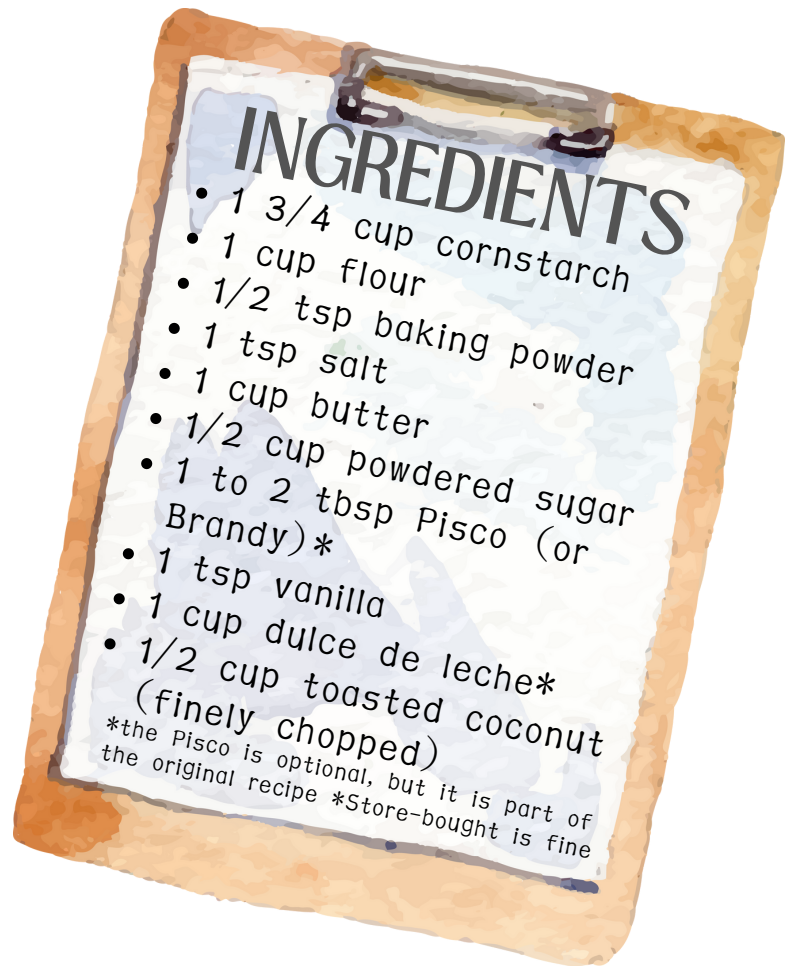 INGREDIENTS
• 1 3/4 cup cornstarch
• 1 cup flour
• 1/2 tsp baking powder
• 1 tsp salt
• 1 cup butter
• 1/2 cup powdered sugar
• 1 to 2 tbsp Pisco (or
Brandy)*
• 1 tsp vanilla
• 1 cup dulce de leche*
• 1/2 cup toasted coconut
(finely chopped)
*the Pisco is optional, but it is part of
the original recipe *Store-bought is fine